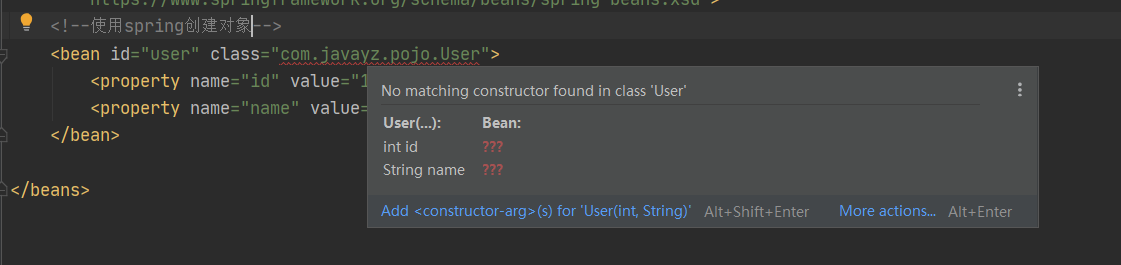 https://www.springframework.org/schema/beans/spring-beans.xsd">
<!--使用spring创建对象-->
<bean id="user" class="com.javayz.pojo.User">
<property name="id" value="1
<property name="name" value=
</bean>
</beans>
No matching constructor found in class 'User'
User(...): Bean:
int id ???
String name ???
Add <constructor-arg>(s) for 'User(int, String)' Alt+Shift+Enter More actions... Alt+Enter